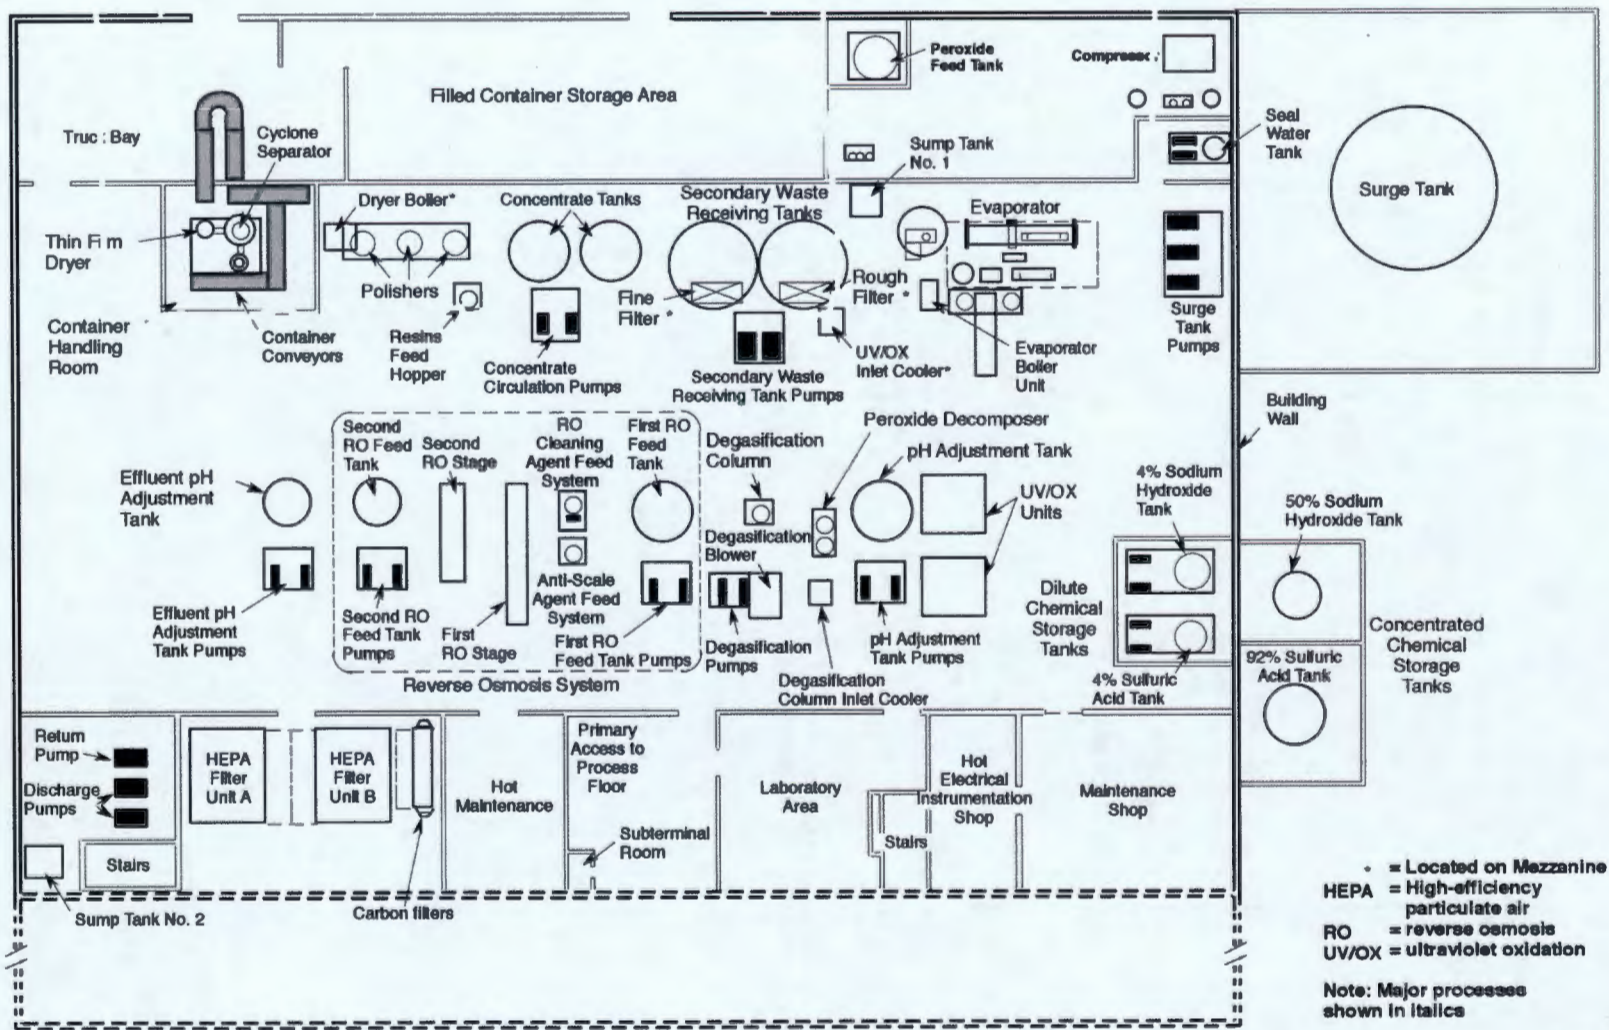 Peroxide
Feed Tank
Compressor
Filled Container Storage Area
Seal
Water
Tank
Truc : Bay
Cyclone
Separator
Sump Tank
No. 1
Surge Tank
Dryer Boiler*
Concentrate Tanks
Secondary Waste
Receiving Tanks
Evaporator
Thin Fi m
Dryer
Polishers
Fine
Filter *
Rough
Filter *
Container
Handling
Room
Container
Conveyors
Resins
Feed
Hopper
Concentrate
Circulation Pumps
Secondary Waste
Receiving Tank Pumps
UV/OX
Inlet Cooler*
Evaporator
Boiler
Unit
Surge
Tank
Pumps
Building
Wall
Second
RO Feed
Tank
Second
RO Stage
RO
Cleaning
Agent Feed
System
First RO
Feed
Tank
Degasification
Column
Peroxide Decomposer
pH Adjustment Tank
Effluent pH
Adjustment
Tank
4% Sodium
Hydroxide
Tank
50% Sodium
Hydroxide Tank
UV/OX
Units
Degasification
Blower
Effluent pH
Adjustment
Tank Pumps
Second RO
Feed Tank
Pumps
First
RO Stage
Anti-Scale
Agent Feed
System
First RO
Feed Tank Pumps
Degasification
Pumps
pH Adjustment
Tank Pumps
Dilute
Chemical
Storage
Tanks
Concentrated
Chemical
Storage
Tanks
92% Sulfuric
Acid Tank
4% Sulfuric
Acid Tank
Reverse Osmosis System
Degasification
Column Inlet Cooler
Return
Pump
Discharge
Pumps
HEPA
Filter
Unit A
HEPA
Filter
Unit B
Hot
Maintenance
Primary
Access to
Process
Floor
Laboratory
Area
Hot
Electrical
Instrumentation
Shop
Maintenance
Shop
Subterminal
Room
Stairs
Stairs
Sump Tank No. 2
Carbon filters
* = Located on Mezzanine
HEPA = High-efficiency
particulate air
RO = reverse osmosis
UV/OX = ultraviolet oxidation
Note: Major processes
shown in italics